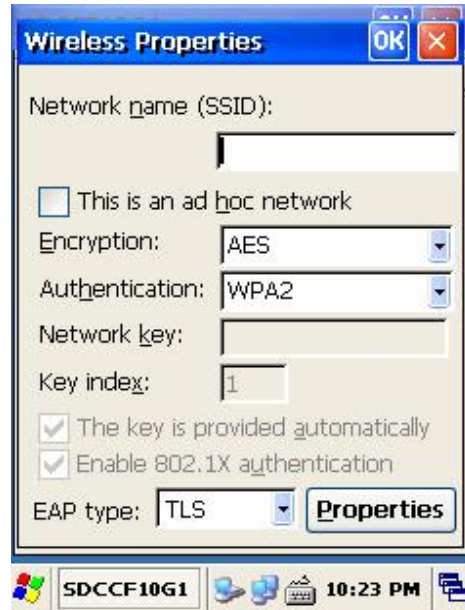 Wireless Properties OK
Network name (SSID):
This is an ad hoc network
Encryption: AES
Authentication: WPA2
Network key:
Key index: 1
The key is provided automatically
Enable 802.1X authentication
EAP type: TLS Properties
SDCCF10G1 10:23 PM